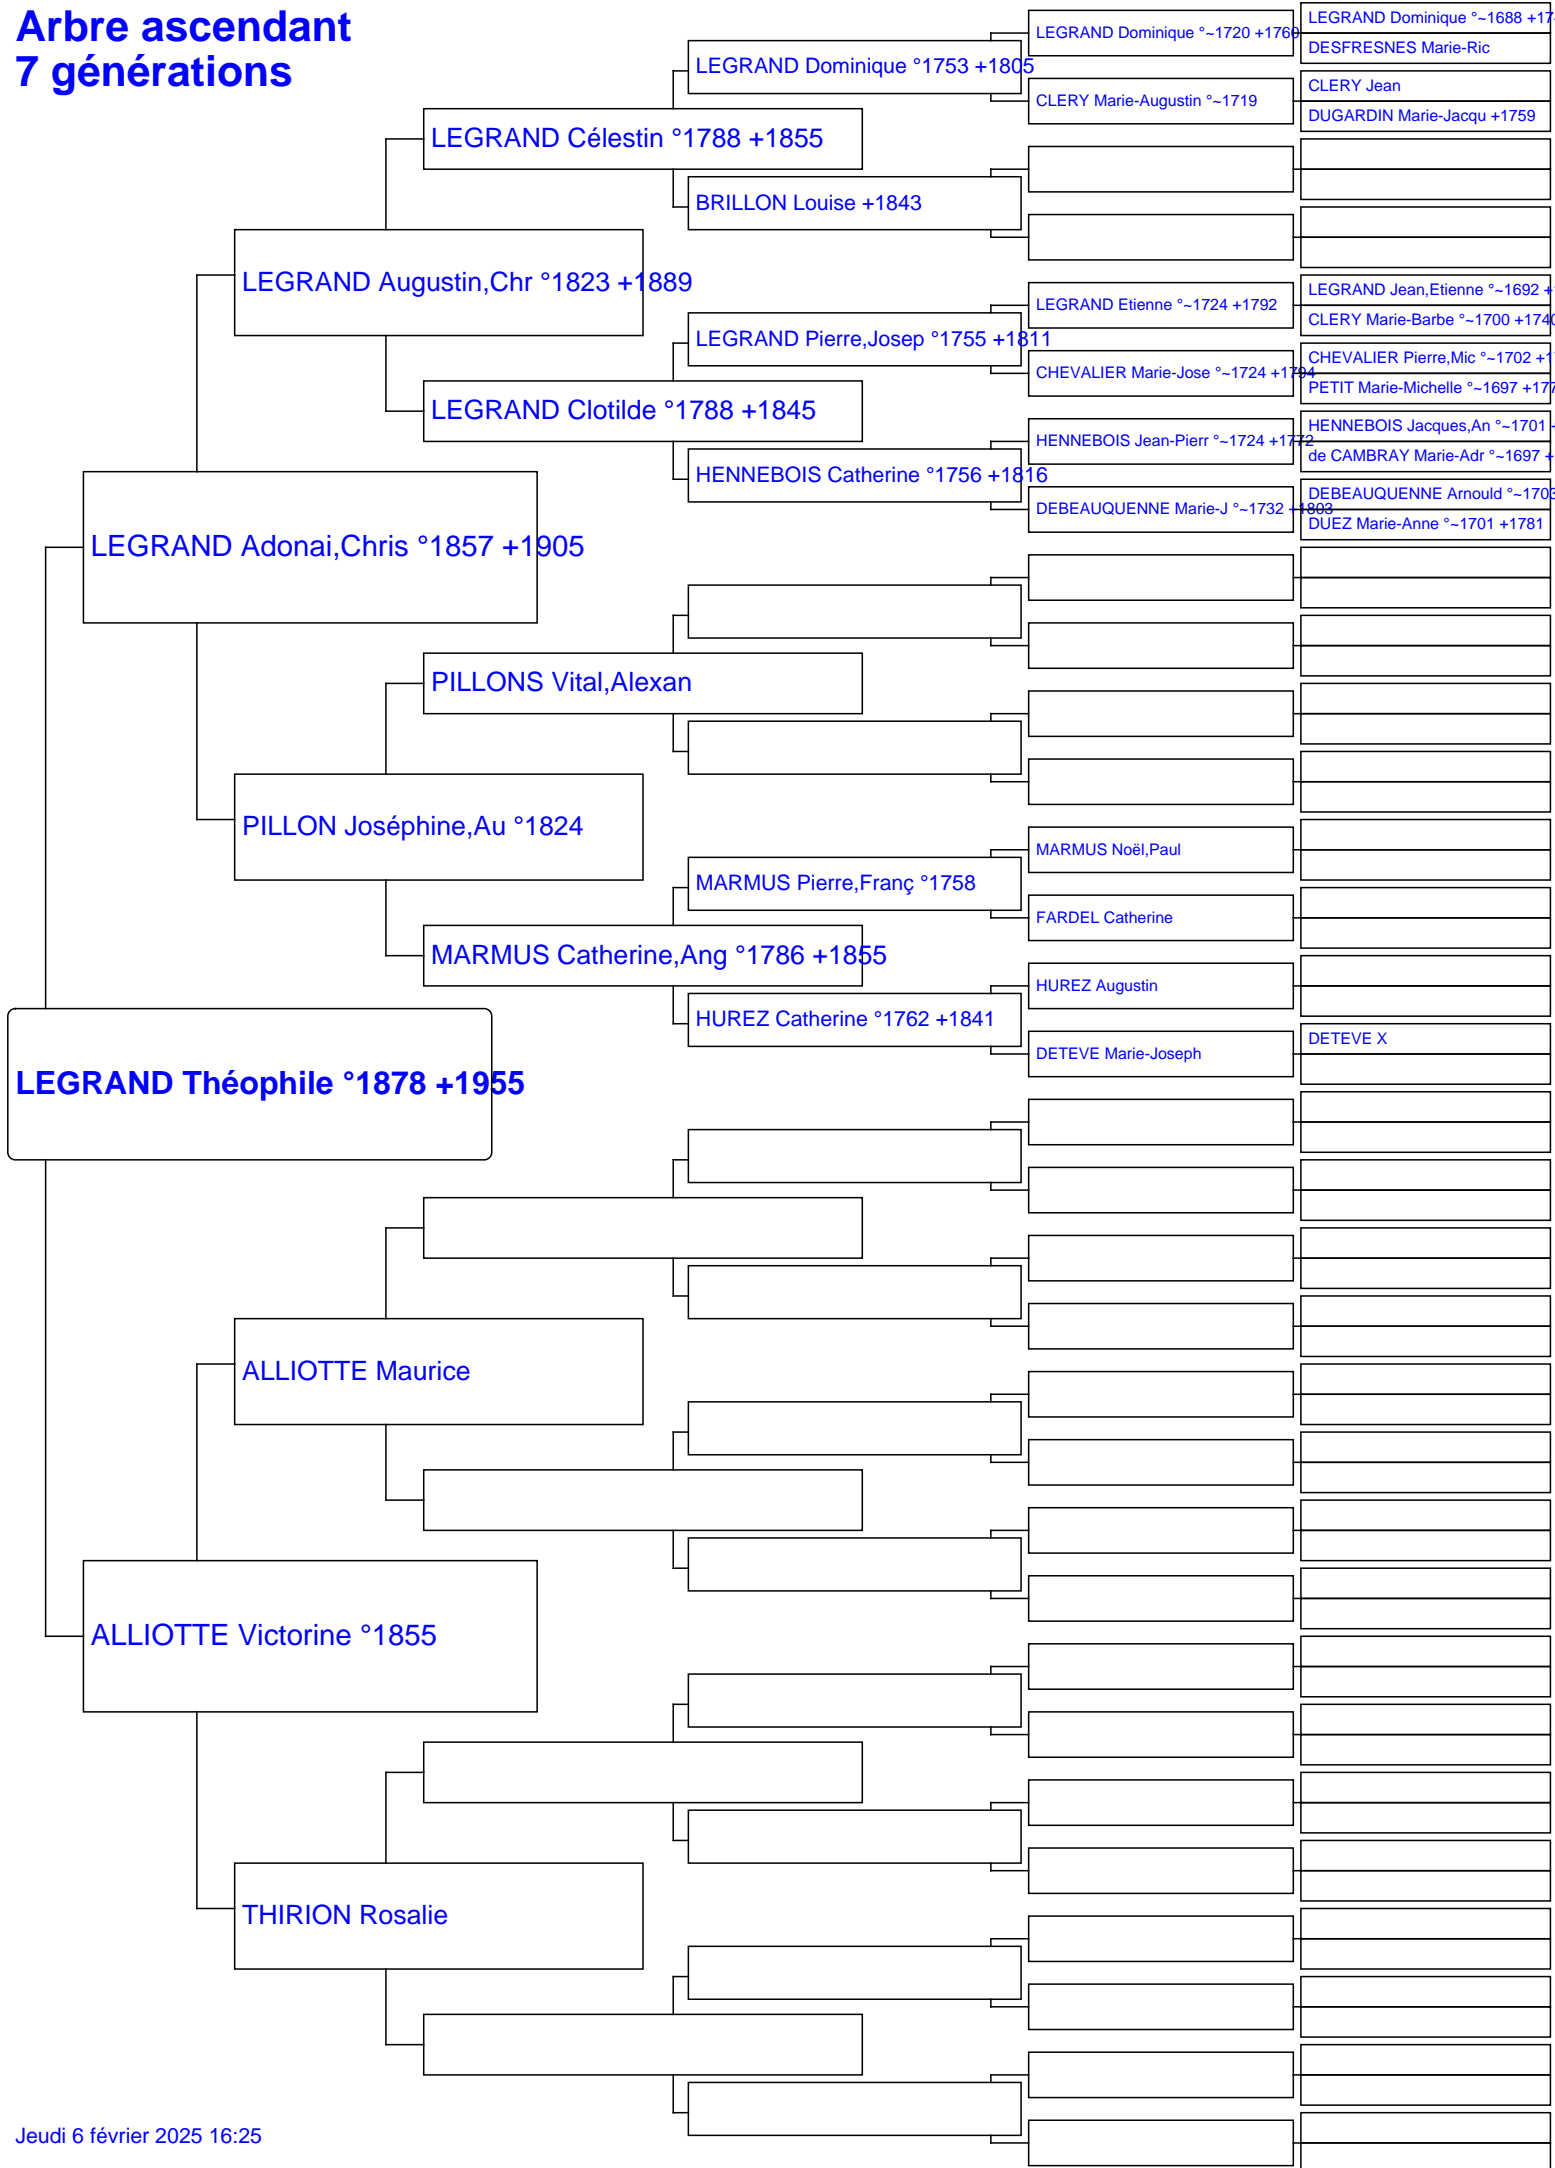 Arbre ascendant
7 générations
LEGRAND Dominique °~1688 +17
LEGRAND Dominique °~1720 +1760
DESFRESNES Marie-Ric
LEGRAND Dominique °1753 +1805
CLERY Jean
CLERY Marie-Augustin °~1719
DUGARDIN Marie-Jacqu +1759
LEGRAND Célestin °1788 +1855
BRILLON Louise +1843
LEGRAND Augustin,Chr °1823 +1889
LEGRAND Jean,Etienne °~1692 +
LEGRAND Etienne °~1724 +1792
CLERY Marie-Barbe °~1700 +1740
LEGRAND Pierre,Josep °1755 +1811
CHEVALIER Pierre,Mic °~1702 +1
CHEVALIER Marie-Jose °~1724 +1794
PETIT Marie-Michelle °~1697 +177
LEGRAND Clotilde °1788 +1845
HENNEBOIS Jacques,An °~1701 +
HENNEBOIS Jean-Pierr °~1724 +1772
de CAMBRAY Marie-Adr °~1697 +
HENNEBOIS Catherine °1756 +1816
DEBEAUQUENNE Arnould °~1703
DEBEAUQUENNE Marie-J °~1732 +1803
DUEZ Marie-Anne °~1701 +1781
LEGRAND Adonai,Chris °1857 +1905
PILLONS Vital,Alexan
PILLON Joséphine,Au °1824
MARMUS Noël,Paul
MARMUS Pierre,Franç °1758
FARDEL Catherine
MARMUS Catherine,Ang °1786 +1855
HUREZ Augustin
HUREZ Catherine °1762 +1841
DETEVE X
DETEVE Marie-Joseph
LEGRAND Théophile °1878 +1955
ALLIOTTE Maurice
ALLIOTTE Victorine °1855
THIRION Rosalie
Jeudi 6 février 2025 16:25